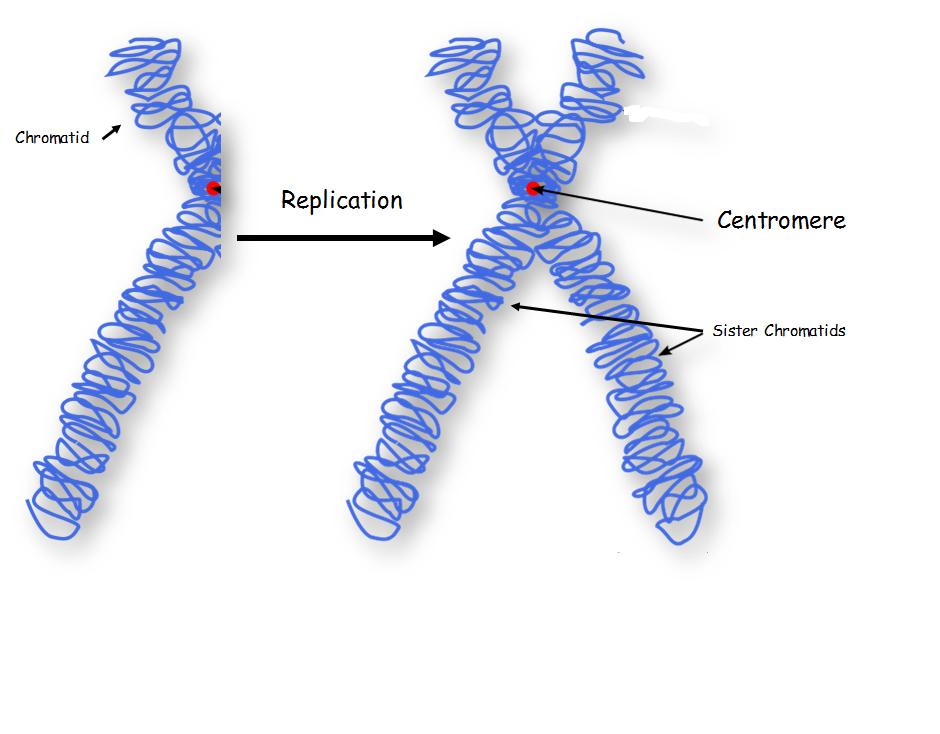 Chromatid
Replication
Centromere
Sister Chromatids